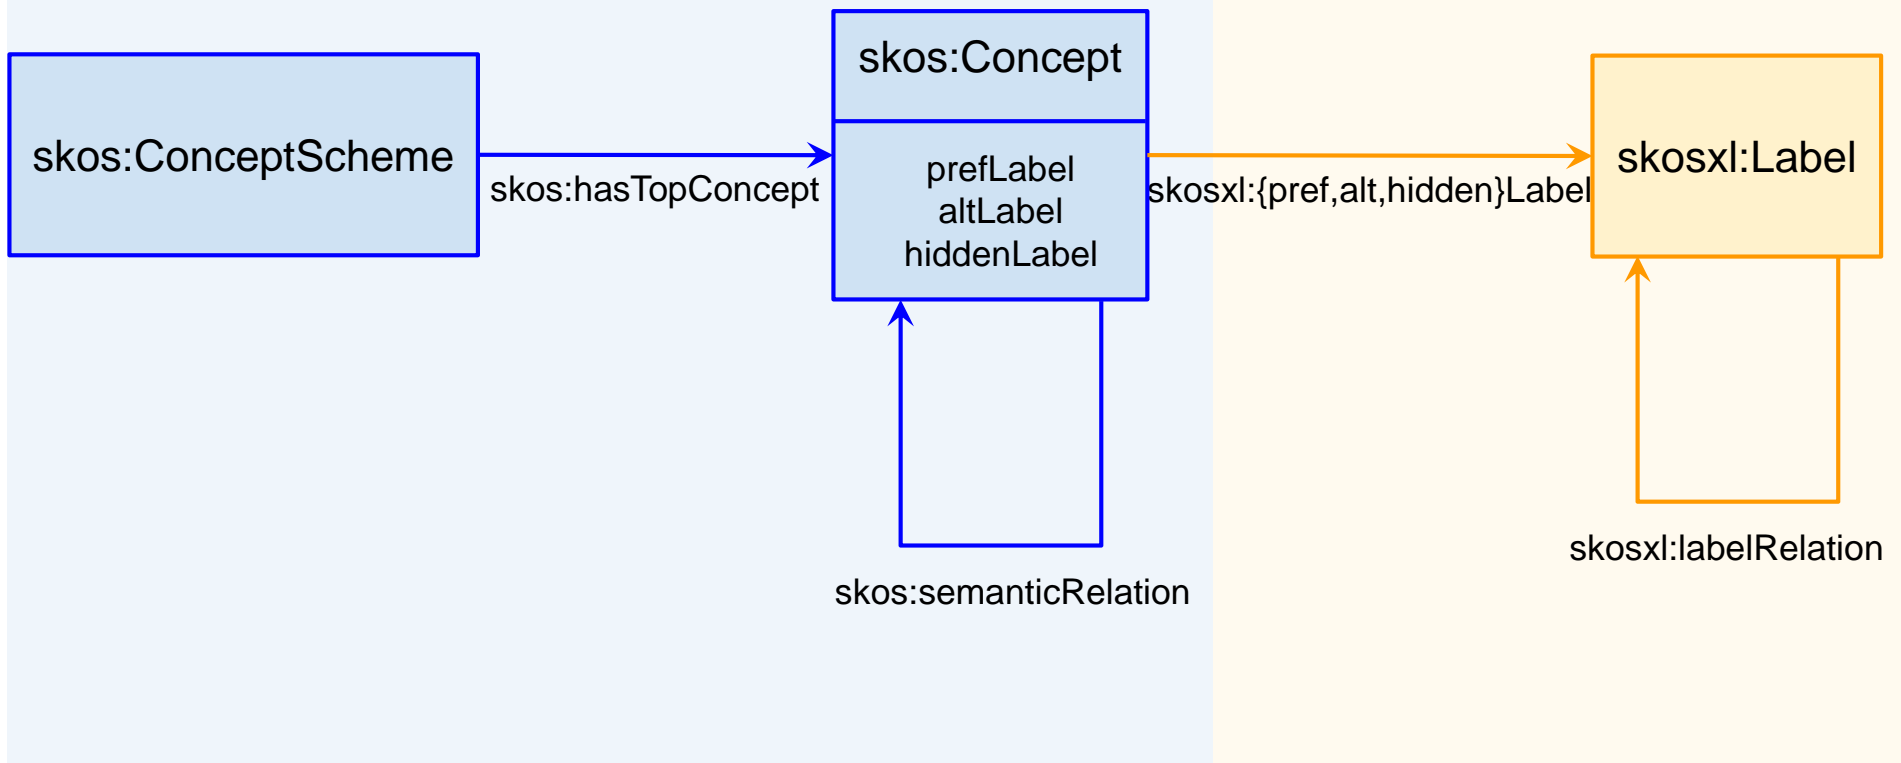 skos:ConceptScheme
skos:hasTopConcept
skos:Concept
prefLabel
altLabel
hiddenLabel
skos:semanticRelation
skosxl:{pref,alt,hidden}Label
skosxl:Label
skosxl:labelRelation